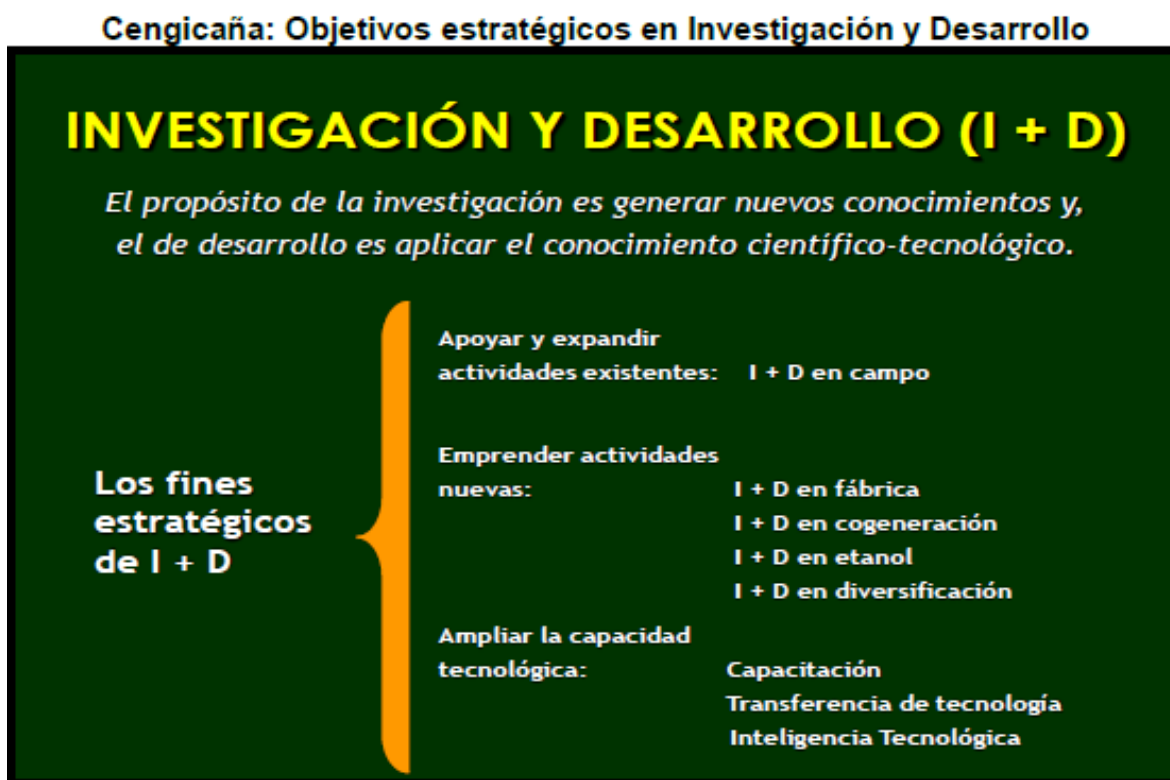 Cengicaña: Objetivos estratégicos en Investigación y Desarrollo
INVESTIGACIÓN Y DESARROLLO (I + D)
El propósito de la investigación es generar nuevos conocimientos y,
el de desarrollo es aplicar el conocimiento científico-tecnológico.
Los fines
estratégicos
de I + D
Apoyar y expandir
actividades existentes: I + D en campo
Emprender actividades
nuevas: I + D en fábrica
I + D en cogeneración
I + D en etanol
I + D en diversificación
Ampliar la capacidad
tecnológica: Capacitación
Transferencia de tecnología
Inteligencia Tecnológica